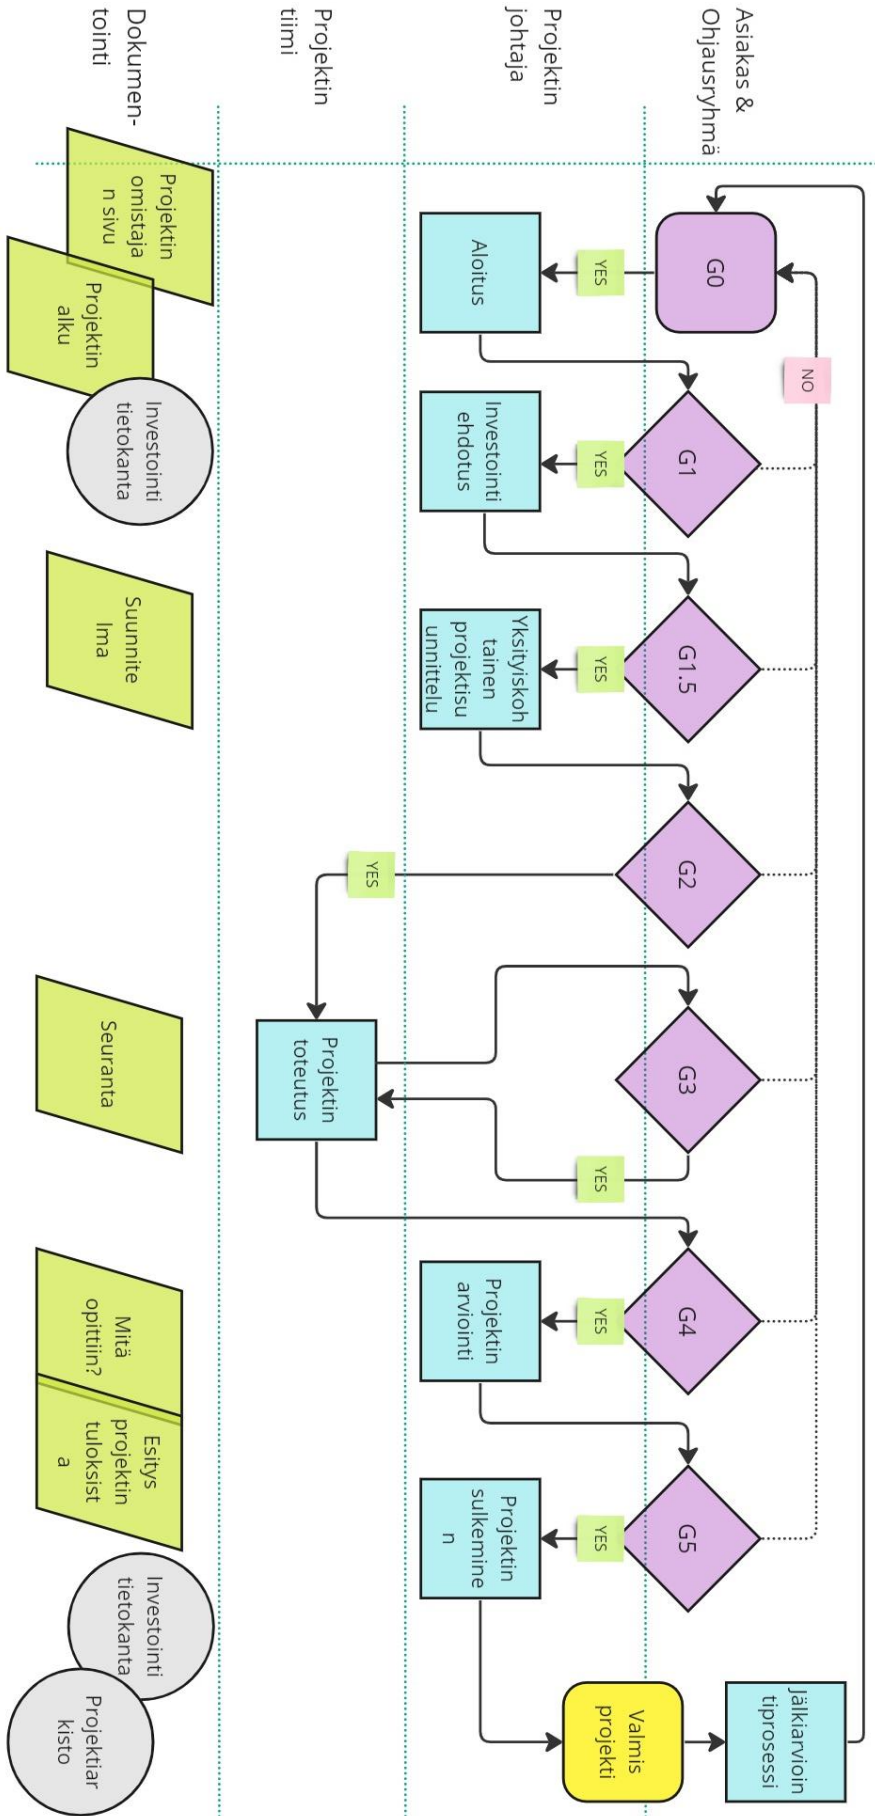 Asiakas &
Ohjausryhmä
G0
NO
G1
G1.5
G2
G3
G4
G5
Jälkiarvioin
tiprosessi
YES
YES
YES
YES
YES
YES
Valmis
projekti
Projektin
johtaja
Aloitus
Investointi
ehdotus
Yksityiskoh
tainen
projektisu
unnittelu
Projektin
arviointi
Projektin
sulkemine
n
Projektin
tiimi
YES
Projektin
toteutus
Dokumen-
tointi
Projektin
omistaja
n sivu
Projektin
alku
Investointi
tietokanta
Suunnite
lma
Seuranta
Mitä
opittiin?
Esitys
projektin
tuloksist
a
Investointi
tietokanta
Projektiar
kisto